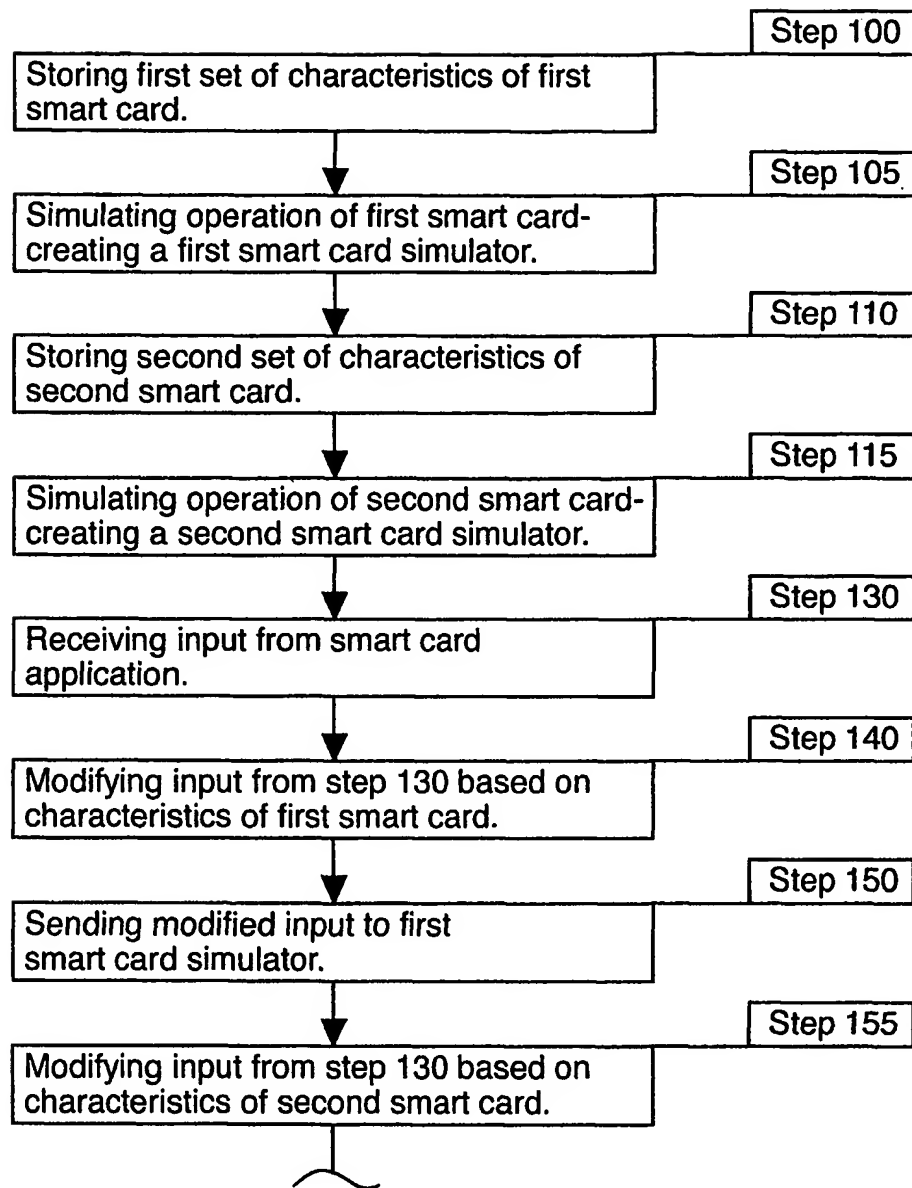 Step 100
Storing first set of characteristics of first
smart card.
Step 105
Simulating operation of first smart card-
creating a first smart card simulator.
Step 110
Storing second set of characteristics of
second smart card.
Step 115
Simulating operation of second smart card-
creating a second smart card simulator.
Step 130
Receiving input from smart card
application.
Step 140
Modifying input from step 130 based on
characteristics of first smart card.
Step 150
Sending modified input to first
smart card simulator.
Step 155
Modifying input from step 130 based on
characteristics of second smart card.